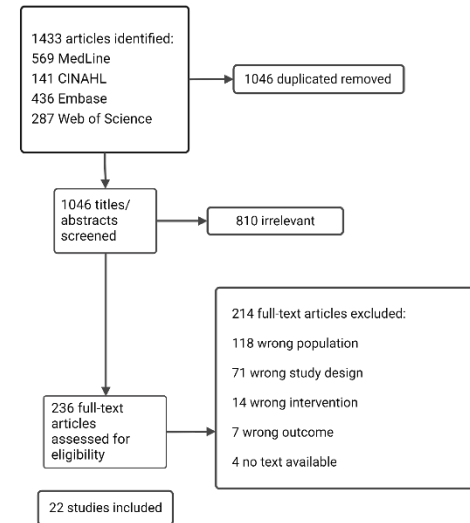 1433 articles identified:
569 MedLine
141 CINAHL
436 Embase
287 Web of Science
1046 duplicated removed
1046 titles/
abstracts
screened
810 irrelevant
214 full-text articles excluded:
118 wrong population
71 wrong study design
14 wrong intervention
7 wrong outcome
4 no text available
236 full-text
articles
assessed for
eligibility
22 studies included